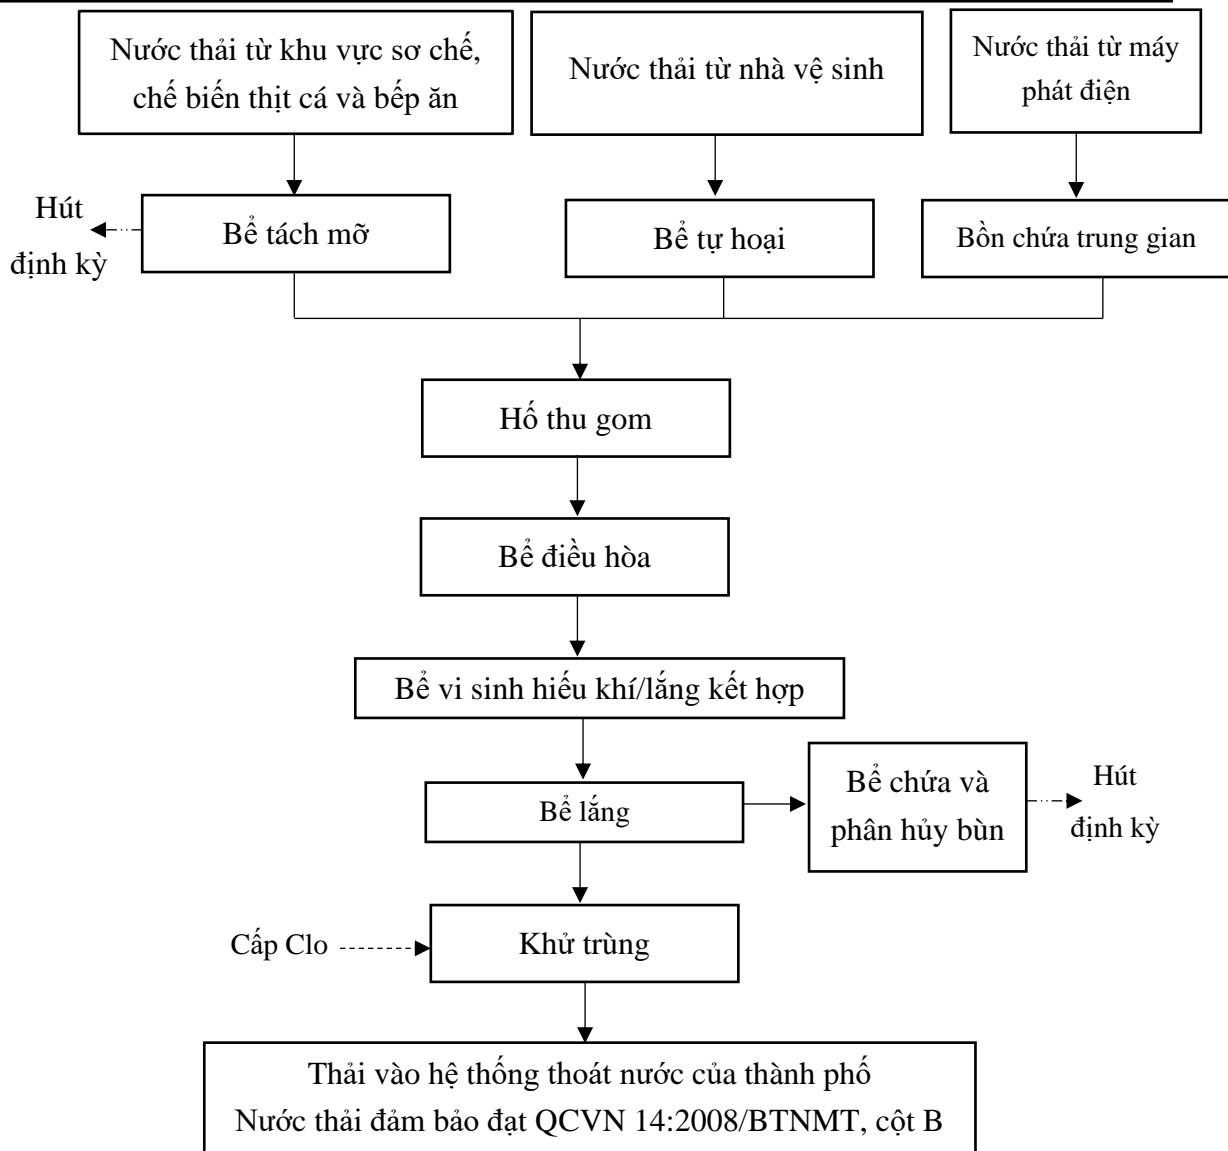 Nước thải từ khu vực sơ chế,
chế biến thịt cá và bếp ăn
Nước thải từ nhà vệ sinh
Nước thải từ máy
phát điện
Hút
định kỳ
Bể tách mỡ
Bể tự hoại
Bồn chứa trung gian
Hố thu gom
Bể điều hòa
Bể vi sinh hiếu khí/lắng kết hợp
Bể lắng
Bể chứa và
phân hủy bùn
Hút
định kỳ
Cấp Clo
Khử trùng
Thải vào hệ thống thoát nước của thành phố
Nước thải đảm bảo đạt QCVN 14:2008/BTNMT, cột B